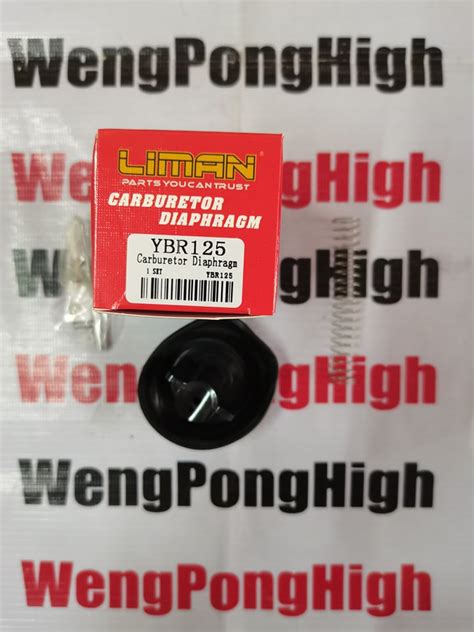 WengPongHigh
WengPongHigh
LIMAN®
PARTS YOU CAN TRUST
CARBURETOR
DIAPHRAGM
YBR125
Carburetor Diaphragm
1 SET YBR125
WengPongHigh
WengPongHigh
WengPongHigh
WengPongHigh